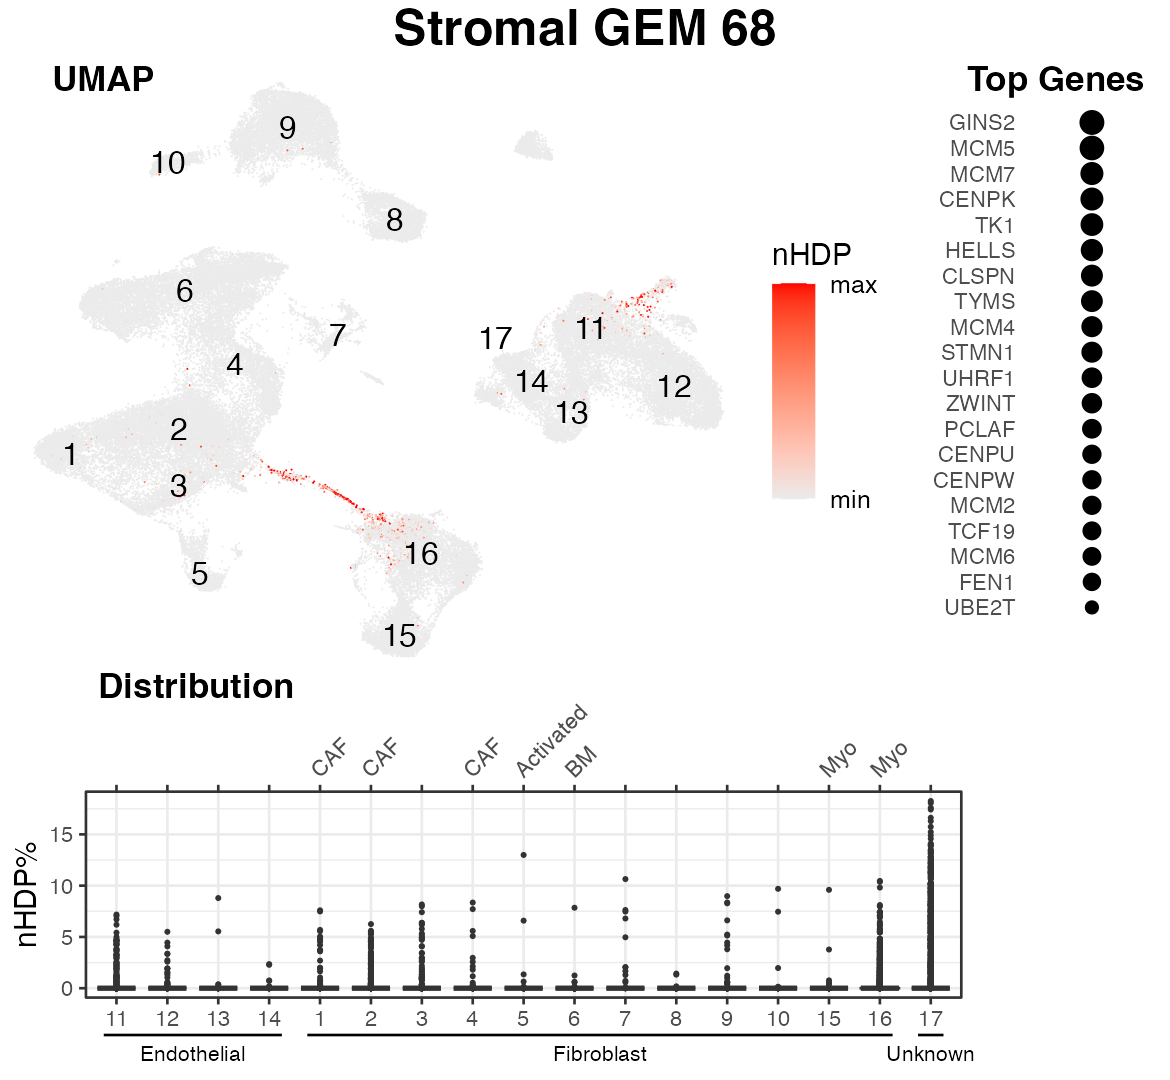 Stromal GEM 68
UMAP
9
10
8
6
7
4
2
1
3
5
16
15
17
11
14
12
13
nHDP
max
min
Top Genes
GINS2
MCM5
MCM7
CENPK
TK1
HELLS
CLSPN
TYMS
MCM4
STMN1
UHRF1
ZWINT
PCLAF
CENPU
CENPW
MCM2
TCF19
MCM6
FEN1
UBE2T
Distribution
CAF CAF CAF Activated BM Myo Myo
nHDP%
15
10
5
0
11 12 13 14 1 2 3 4 5 6 7 8 9 10 15 16 17
Endothelial Fibroblast Unknown